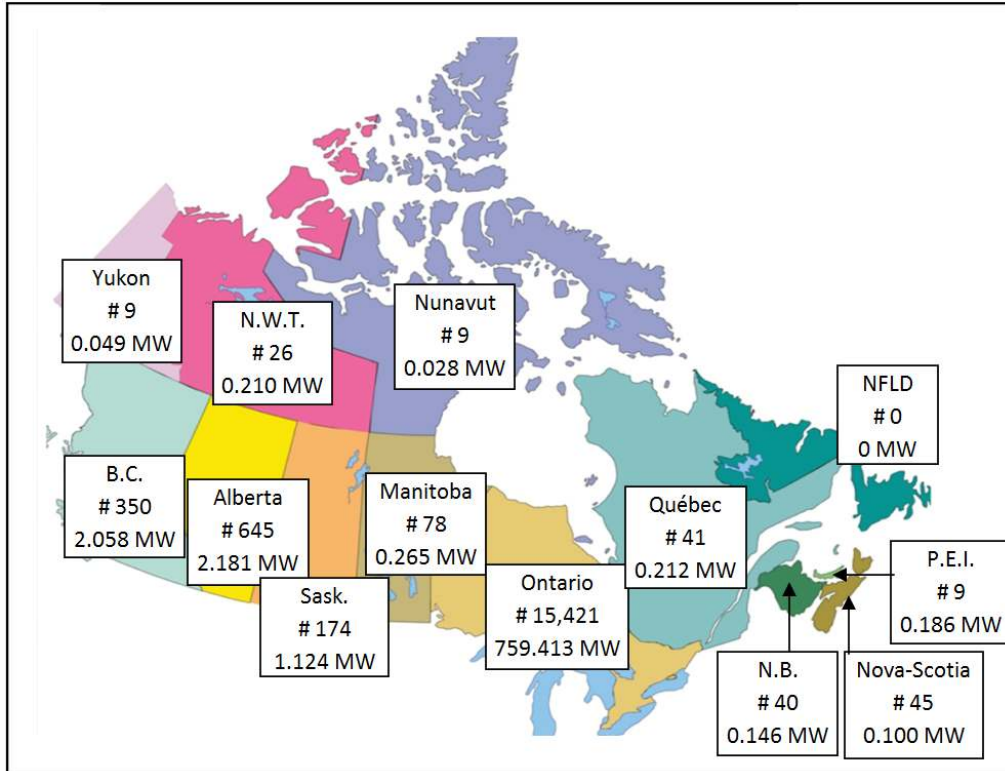 Yukon
# 9
0.049 MW
N.W.T.
# 26
0.210 MW
Nunavut
# 9
0.028 MW
NFLD
# 0
0 MW
B.C.
# 350
2.058 MW
Alberta
# 645
2.181 MW
Manitoba
# 78
0.265 MW
Québec
# 41
0.212 MW
Sask.
# 174
1.124 MW
Ontario
# 15,421
759.413 MW
P.E.I.
# 9
0.186 MW
N.B.
# 40
0.146 MW
Nova-Scotia
# 45
0.100 MW